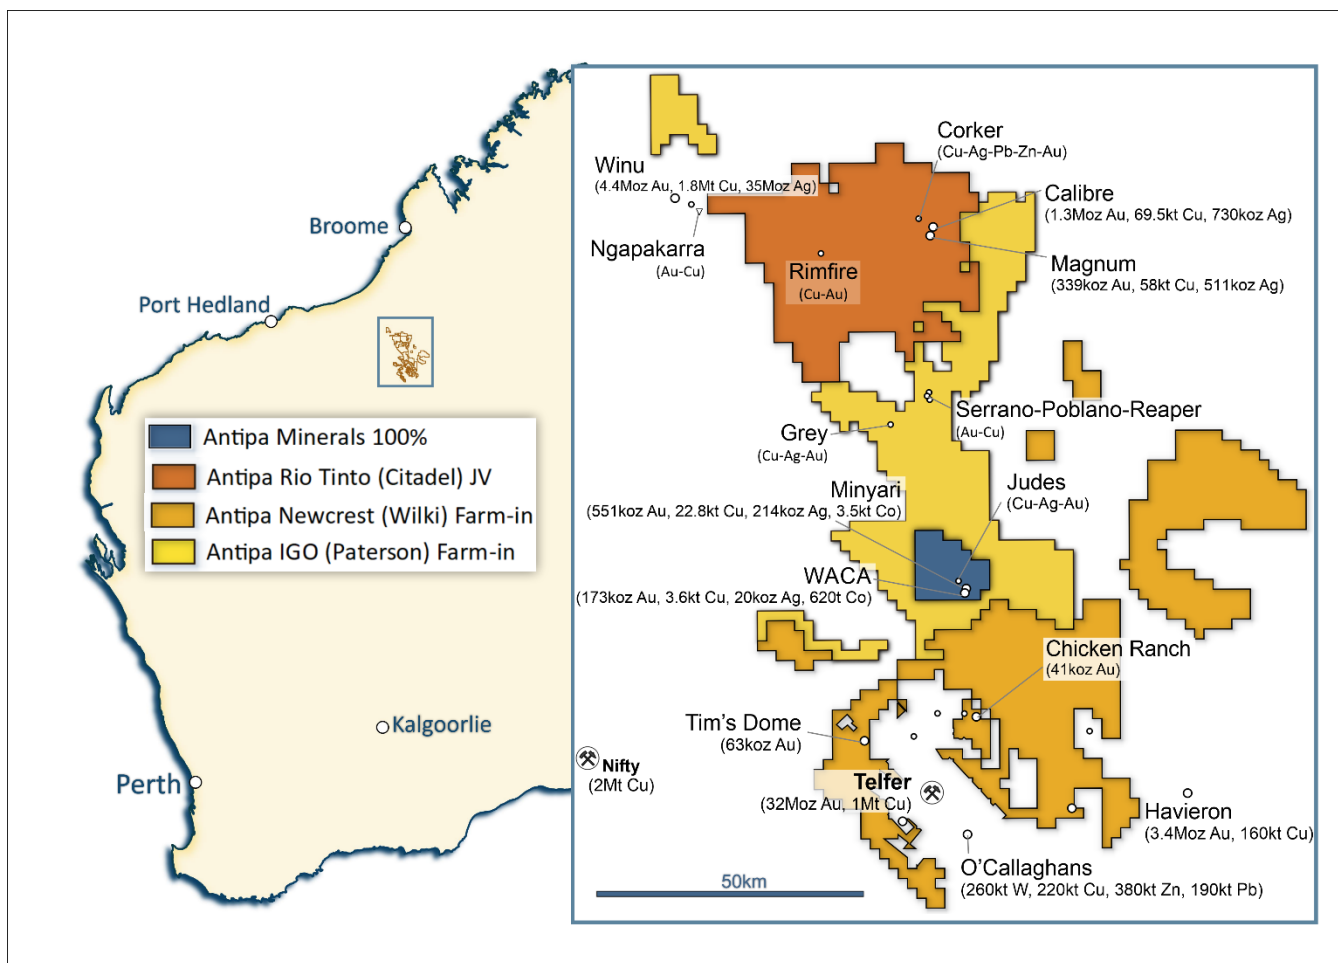 Broome
Port Hedland
Kalgoorlie
Perth
Antipa Minerals 100%
Antipa Rio Tinto (Citadel) JV
Antipa Newcrest (Wilki) Farm-in
Antipa IGO (Paterson) Farm-in
Corker
(Cu-Ag-Pb-Zn-Au)
Winu
(4.4Moz Au, 1.8Mt Cu, 35Moz Ag)
Calibre
(1.3Moz Au, 69.5kt Cu, 730koz Ag)
Ngapakarra
(Au-Cu)
Rimfire
(Cu-Au)
Magnum
(339koz Au, 58kt Cu, 511koz Ag)
Serrano-Poblano-Reaper
(Au-Cu)
Grey
(Cu-Ag-Au)
Judes
(Cu-Ag-Au)
Minyari
(551koz Au, 22.8kt Cu, 214koz Ag, 3.5kt Co)
WACA
(173koz Au, 3.6kt Cu, 20koz Ag, 620t Co)
Chicken Ranch
(41koz Au)
Tim's Dome
(63koz Au)
Nifty
(2Mt Cu)
Telfer
(32Moz Au, 1Mt Cu)
Havieron
(3.4Moz Au, 160kt Cu)
O'Callaghans
(260kt W, 220kt Cu, 380kt Zn, 190kt Pb)
50km